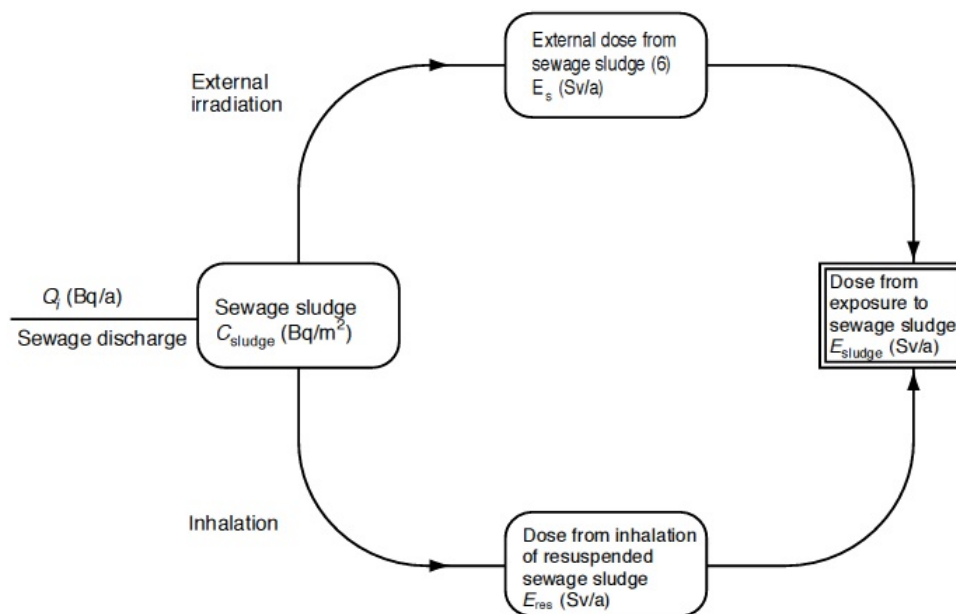 External dose from
sewage sludge (6)
E_s (Sv/a)
External
irradiation
Q_i (Bq/a)
Sewage discharge
Sewage sludge
C_sludge (Bq/m²)
Dose from
exposure to
sewage sludge
E_sludge (Sv/a)
Inhalation
Dose from inhalation
of resuspended
sewage sludge
E_res (Sv/a)